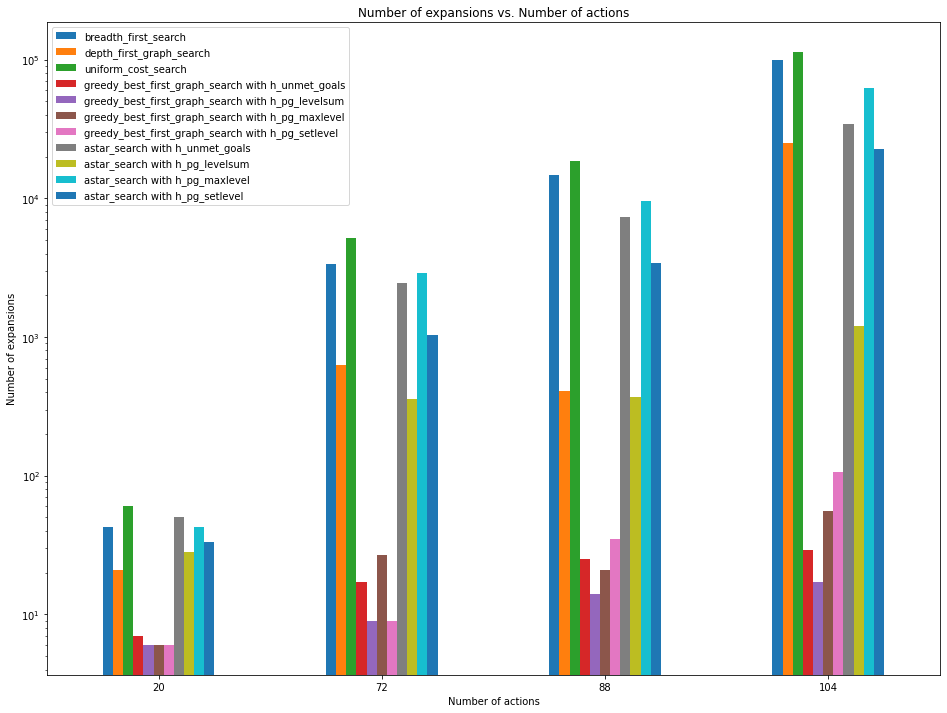 Number of expansions vs. Number of actions
breadth_first_search
depth_first_graph_search
uniform_cost_search
greedy_best_first_graph_search with h_unmet_goals
greedy_best_first_graph_search with h_pg_levelsum
greedy_best_first_graph_search with h_pg_maxlevel
greedy_best_first_graph_search with h_pg_setlevel
astar_search with h_unmet_goals
astar_search with h_pg_levelsum
astar_search with h_pg_maxlevel
astar_search with h_pg_setlevel
Number of expansions
10⁵
10⁴
10³
10²
10¹
20 72 88 104
Number of actions